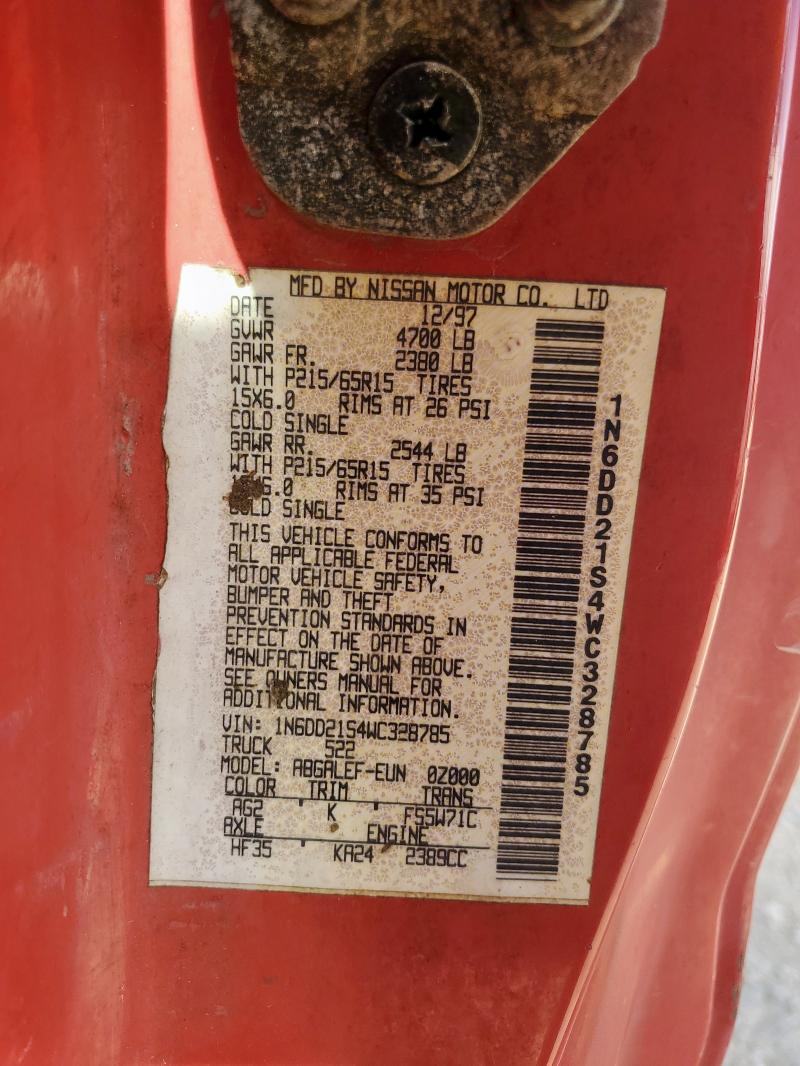 MFD BY NISSAN MOTOR CO. LTD
DATE 12/97
GVWR 4700 LB
GAWR FR. 2380 LB
WITH P215/65R15 TIRES
15X6.0 RIMS AT 26 PSI
COLD SINGLE
GAWR RR. 2544 LB
WITH P215/65R15 TIRES
15X6.0 RIMS AT 35 PSI
COLD SINGLE
THIS VEHICLE CONFORMS TO
ALL APPLICABLE FEDERAL
MOTOR VEHICLE SAFETY,
BUMPER AND THEFT
PREVENTION STANDARDS IN
EFFECT ON THE DATE OF
MANUFACTURE SHOWN ABOVE.
SEE OWNERS MANUAL FOR
ADDITIONAL INFORMATION.
VIN: 1N6DD21S4WC328785
TRUCK 522
MODEL: ABGALEF-EUN 0Z000
COLOR TRIM TRANS
AG2 K FS5W71C
AXLE ENGINE
HF35 KA24 2389CC
1N6DD21S4WC328785